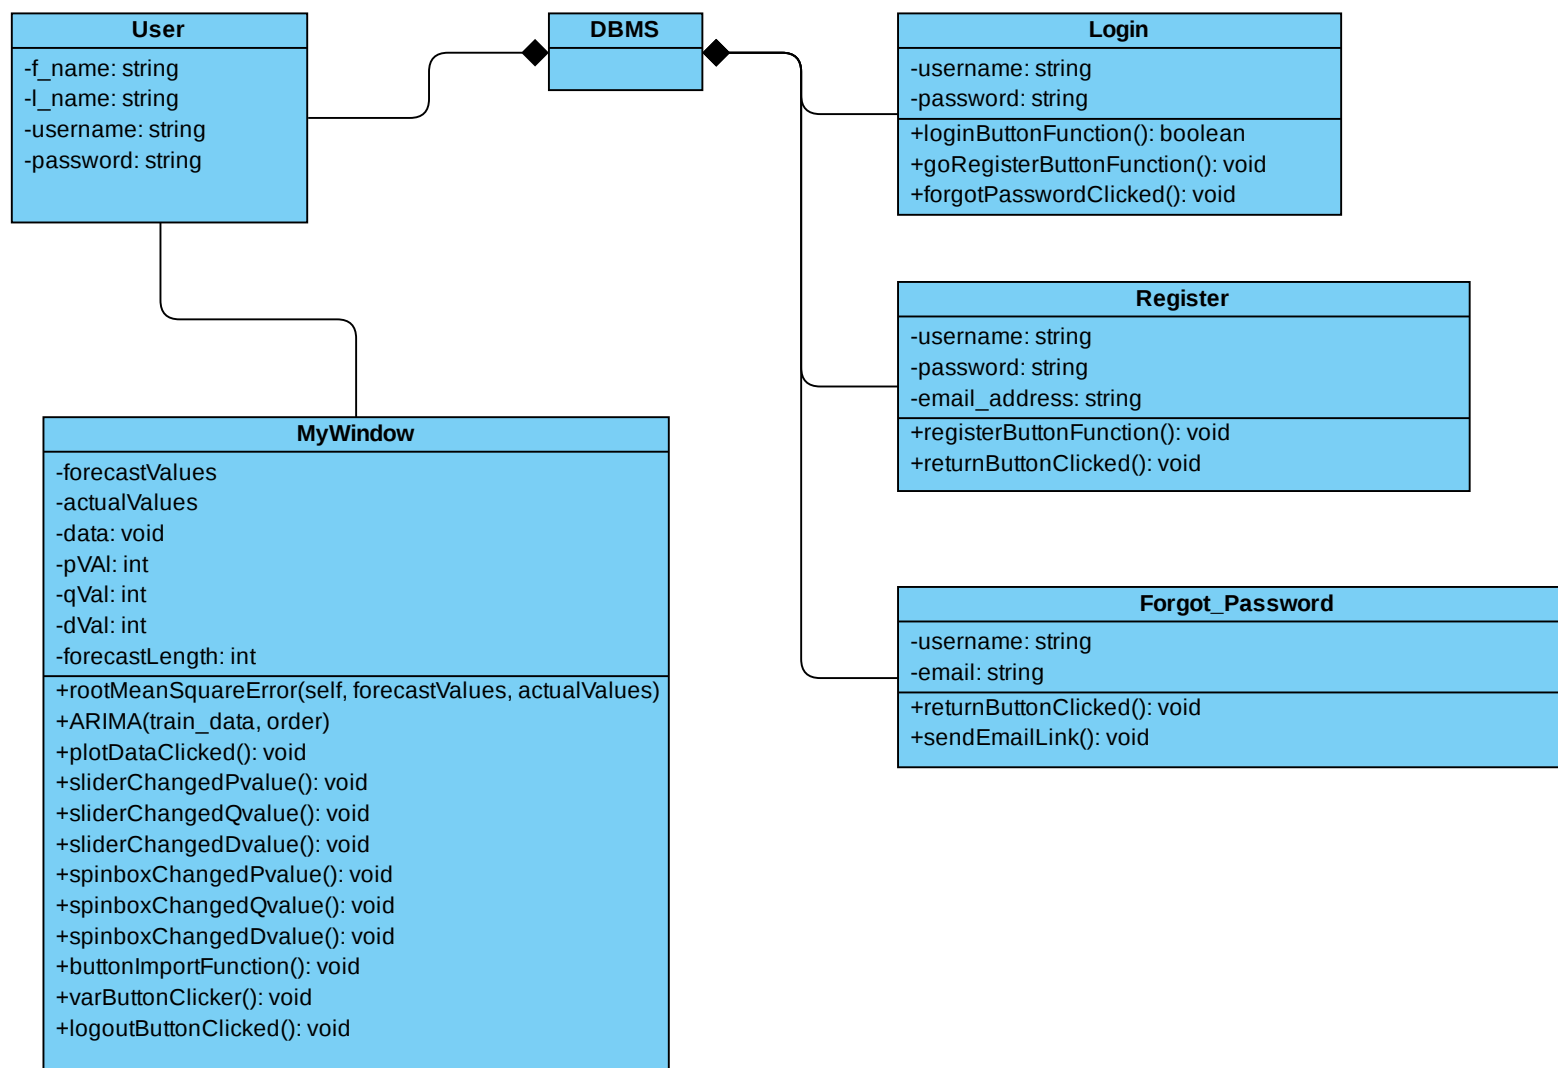 User
-f_name: string
-l_name: string
-username: string
-password: string
DBMS
Login
-username: string
-password: string
+loginButtonFunction(): boolean
+goRegisterButtonFunction(): void
+forgotPasswordClicked(): void
Register
-username: string
-password: string
-email_address: string
+registerButtonFunction(): void
+returnButtonClicked(): void
MyWindow
-forecastValues
-actualValues
-data: void
-pVAl: int
-qVal: int
-dVal: int
-forecastLength: int
+rootMeanSquareError(self, forecastValues, actualValues)
+ARIMA(train_data, order)
+plotDataClicked(): void
+sliderChangedPvalue(): void
+sliderChangedQvalue(): void
+sliderChangedDvalue(): void
+spinboxChangedPvalue(): void
+spinboxChangedQvalue(): void
+spinboxChangedDvalue(): void
+buttonImportFunction(): void
+varButtonClicker(): void
+logoutButtonClicked(): void
Forgot_Password
-username: string
-email: string
+returnButtonClicked(): void
+sendEmailLink(): void